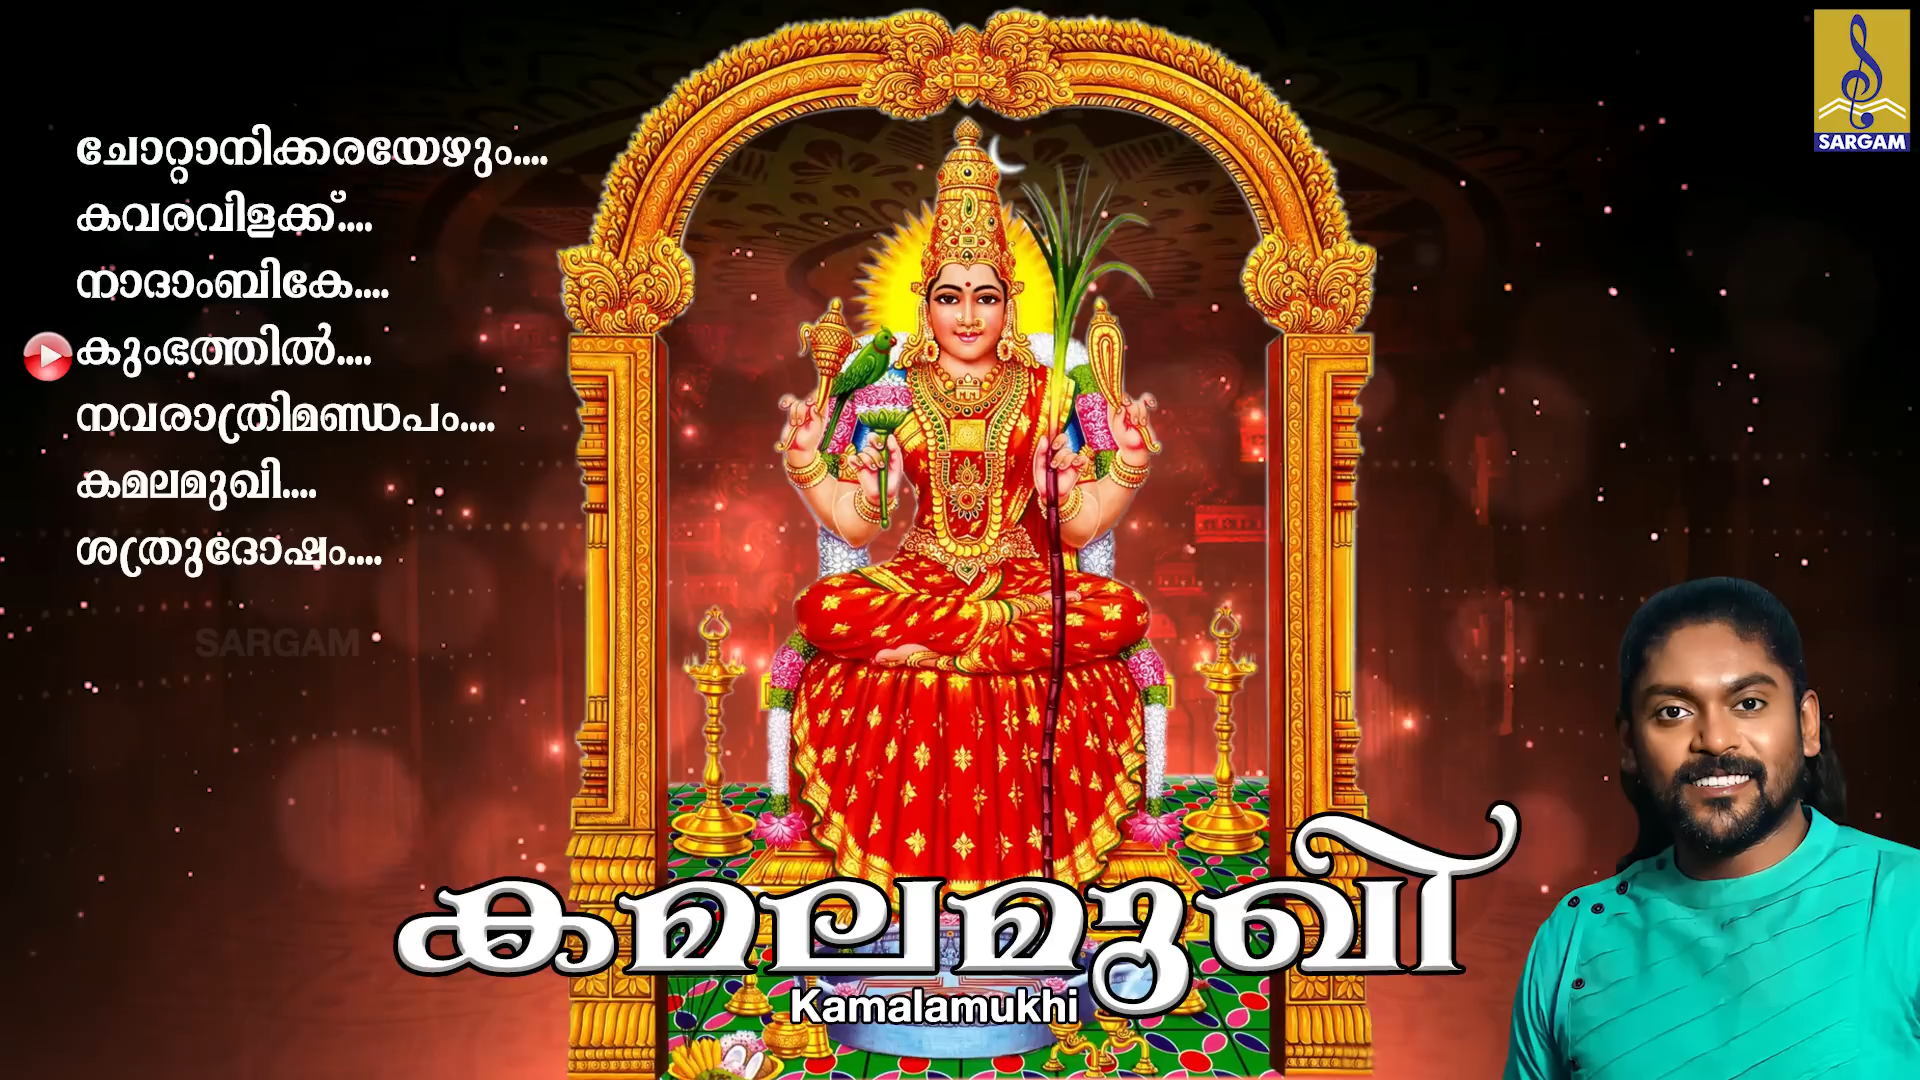 ചോറ്റാനിക്കരയേഴും....
കവരവിളക്ക്....
നാദാംബികേ....
കുംഭത്തിൽ....
നവരാത്രിമണ്ഡപം....
കമലമുഖി....
ശത്രുദോഷം....
SARGAM
SARGAM
കമലമുഖി
Kamalamukhi